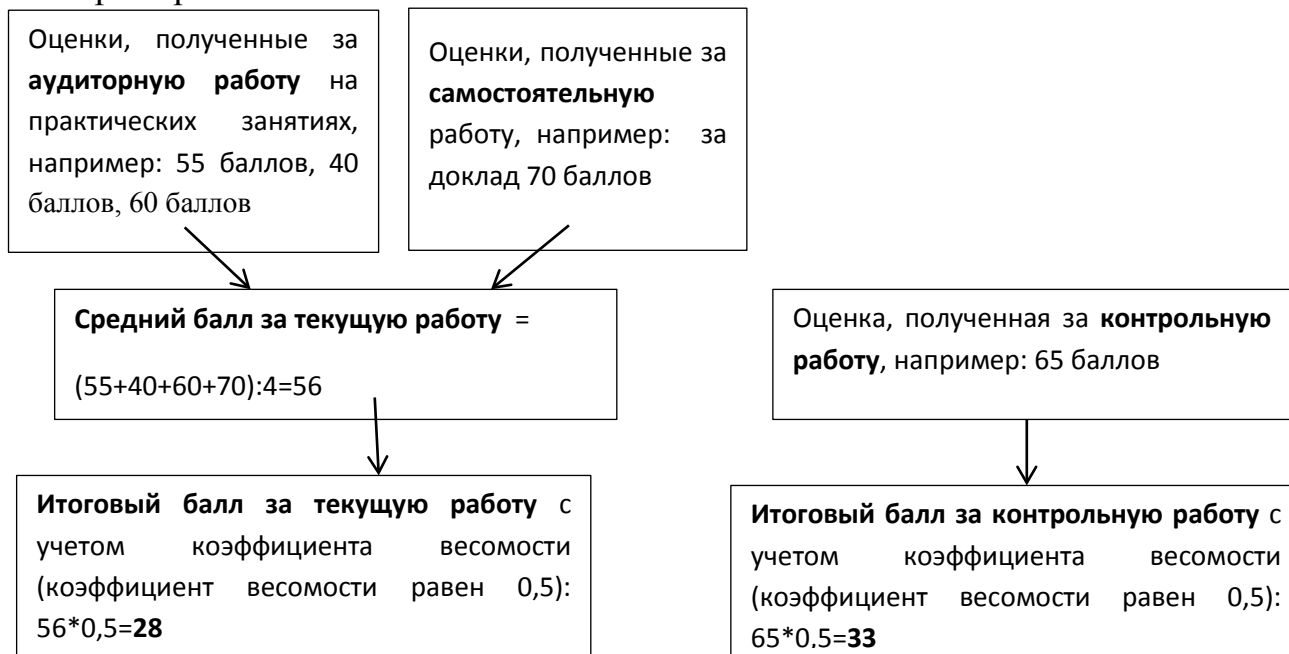 Оценки, полученные за
аудиторную работу на
практических занятиях,
например: 55 баллов, 40
баллов, 60 баллов
Оценки, полученные за
самостоятельную
работу, например: за
доклад 70 баллов
Средний балл за текущую работу =
(55+40+60+70):4=56
Оценка, полученная за контрольную
работу, например: 65 баллов
Итоговый балл за текущую работу с
учетом коэффициента весомости
(коэффициент весомости равен 0,5):
56*0,5=28
Итоговый балл за контрольную работу с
учетом коэффициента весомости
(коэффициент весомости равен 0,5):
65*0,5=33